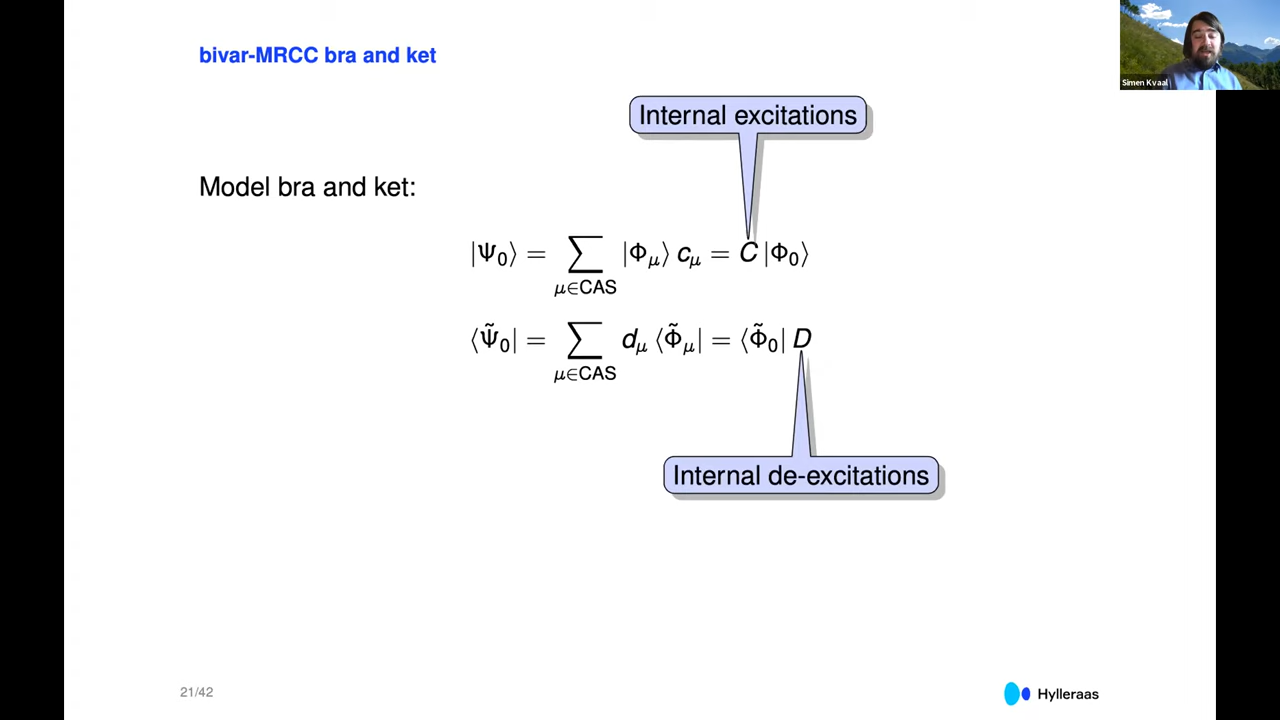 bivar-MRCC bra and ket
Simen Kvaal
Internal excitations
Model bra and ket:
|Ψ₀⟩ = ∑_{μ∈CAS} |Φ_μ⟩ c_μ = C |Φ₀⟩
⟨Ψ̃₀| = ∑_{μ∈CAS} d_μ ⟨Φ̃_μ| = ⟨Φ̃₀| D
Internal de-excitations
21/42
Hylleraas